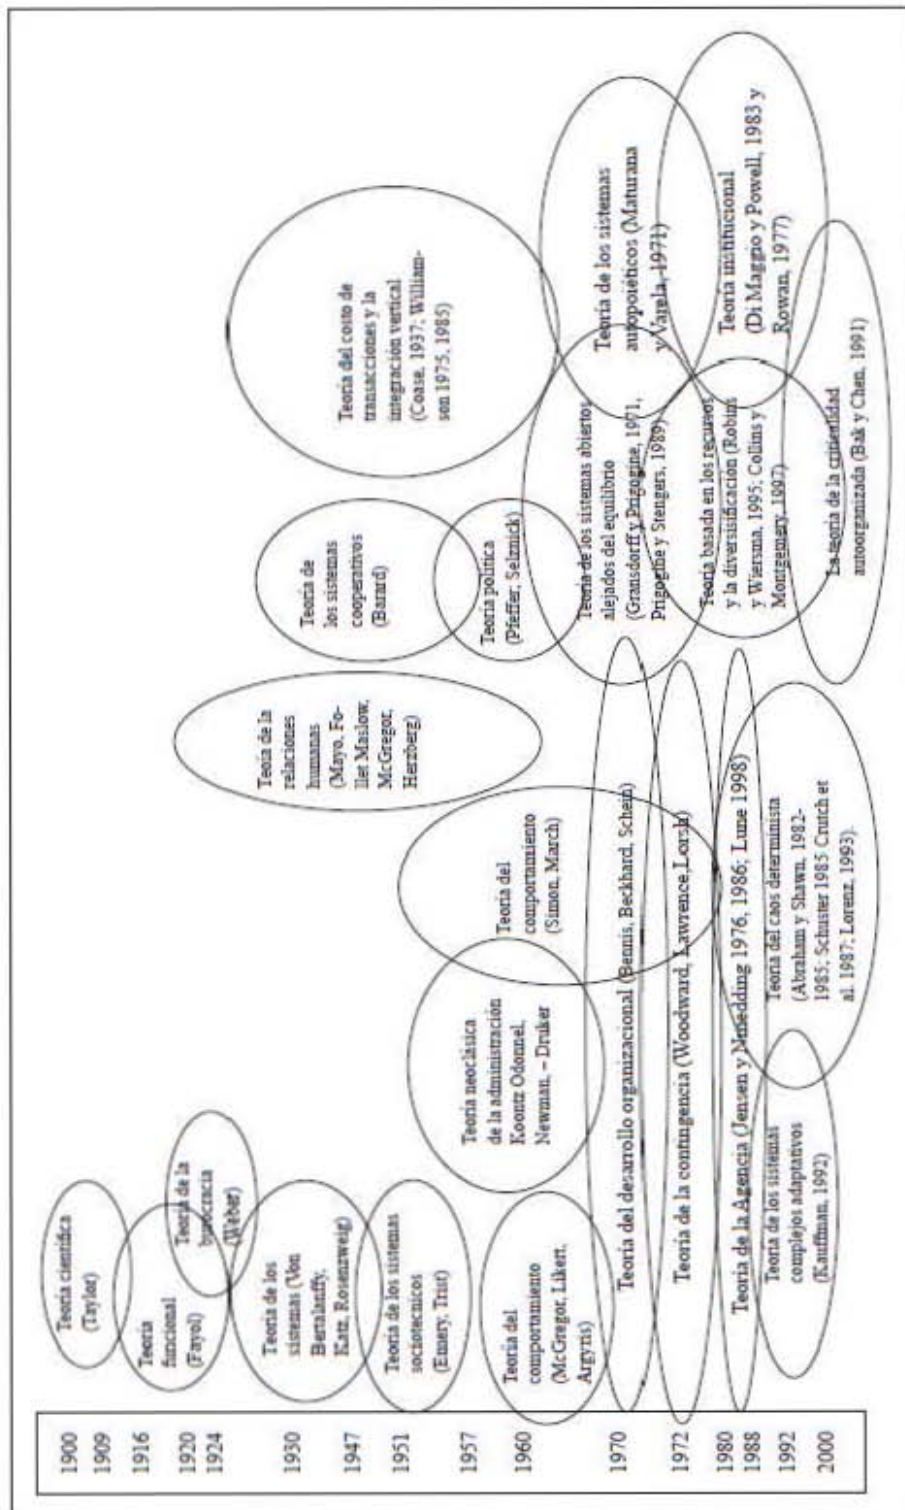 1900
1909
1916
1920
1924
1930
1947
1951
1957
1960
1970
1972
1980
1988
1992
2000
Teoría científica
(Taylor)
Teoría
funcional
(Fayol)
Teoría de la
burocracia
(Weber)
Teoría de los
sistemas (Von
Bertalanffy,
Katz, Rosenzweig)
Teoría de los sistemas
sociotecnicos
(Emery, Trist)
Teoría del
comportamiento
(McGregor, Likert,
Argyris)
Teoría neoclásica
de la administración
Koontz Odonnel,
Newman, – Druker
Teoría del
comportamiento
(Simon, March)
Teoría de la
relaciones
humanas
(Mayo, Fo-
llet Maslow,
McGregor,
Herzberg)
Teoría de
los sistemas
cooperativos
(Barard)
Teoría política
(Pfeffer, Selznick)
Teoría del costo de
transacciones y la
integración vertical
(Coase, 1937; William-
son 1975, 1985)
Teoría del desarrollo organizacional (Bennis, Beckhard, Schein)
Teoría de la contingencia (Woodward, Lawrence,Lorsh)
Teoría de la Agencia (Jensen y 1976, 1986; Lune 1998)
Teoría de los sistemas abiertos
alejados del equilibrio
(Gransdorff y Prigogine, 1971,
Prigogine y Stengers, 1989)
Teoría de los sistemas
autopoiéticos (Maturana
y Varela, 1971)
Teoría basada en los recursos
y la diversisificación (Robins
y Wiersma, 1995; Collins y
Montgemery, 1997)
Teoría institucional
(Di Maggio y Powell, 1983 y
Rowan, 1977)
Teoría de los sistemas
complejos adaptativos
(Kauffman, 1992)
Teoría del caos determinista
(Abraham y Shawn, 1982-
1985; Schuster 1985 Crutch et
al. 1987; Lorenz, 1993).
La teoría de la
autoorganizada (Bak y Chen, 1991)